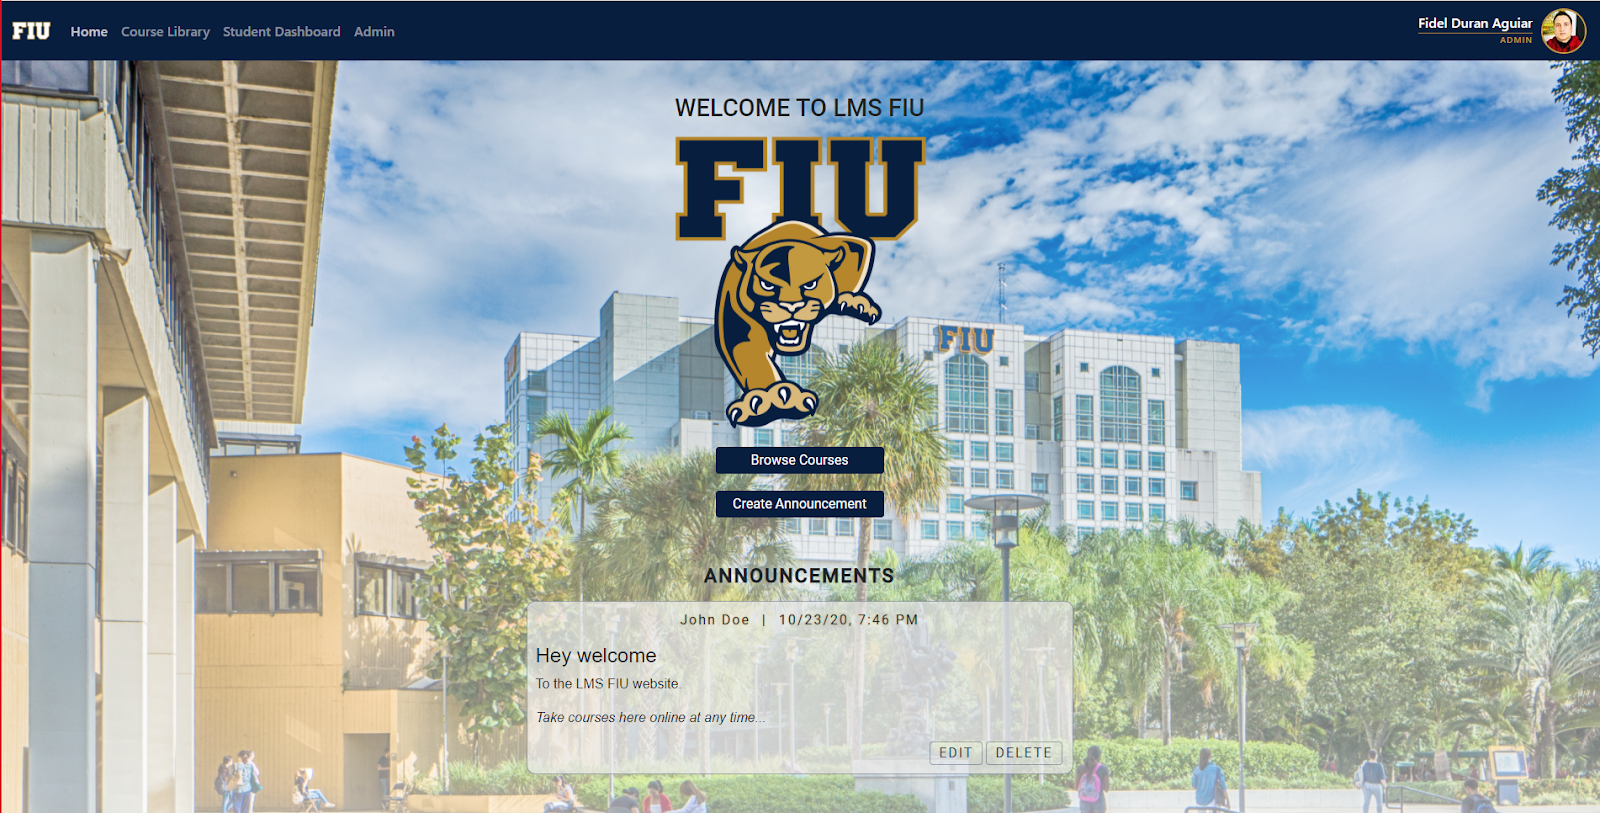 FIU Home Course Library Student Dashboard Admin
Fidel Duran Aguiar
ADMIN
WELCOME TO LMS FIU
FIU
FIU
Browse Courses
Create Announcement
ANNOUNCEMENTS
John Doe | 10/23/20, 7:46 PM
Hey welcome
To the LMS FIU website.
Take courses here online at any time...
EDIT DELETE